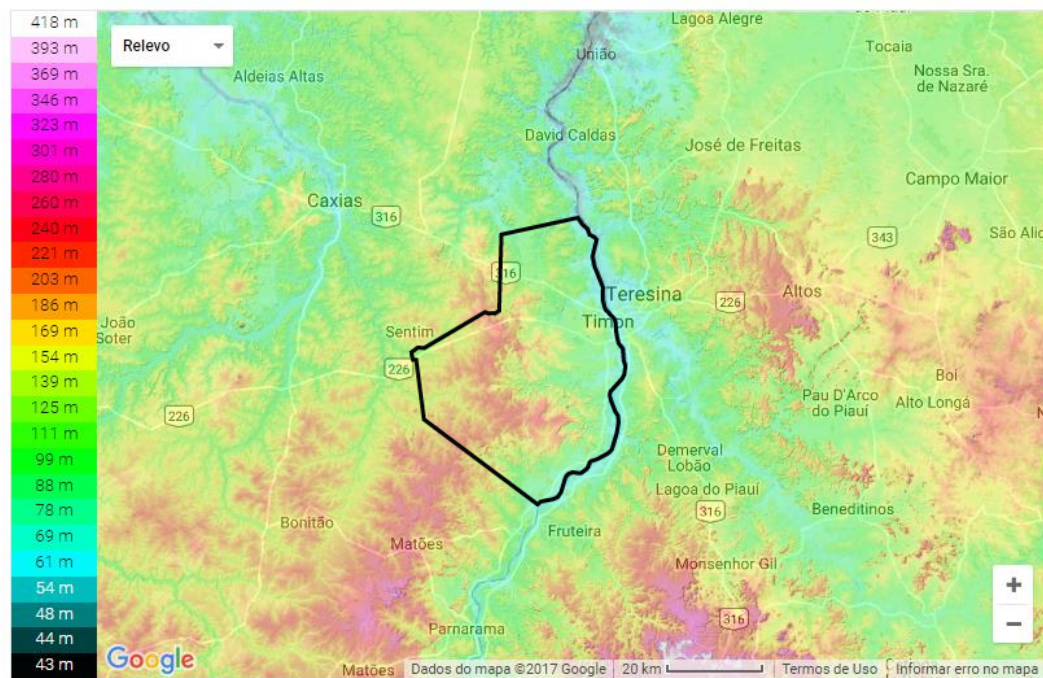 418 m
393 m
369 m
346 m
323 m
301 m
280 m
260 m
240 m
221 m
203 m
186 m
169 m
154 m
139 m
125 m
111 m
99 m
88 m
78 m
69 m
61 m
54 m
48 m
44 m
43 m
Relevo
Lagoa Alegre
União
Tocaia
Aldeias Altas
Nossa Sra.
de Nazaré
David Caldas
José de Freitas
Campo Maior
Caxias
316
343
316
Teresina
226
Altos
Timon
João
Soter
Sentim
226
226
Boi
Pau D'Arco
do Piauí
Alto Longá
Demerval
Lobão
Lagoa do Piauí
316
Beneditinos
Bonitão
Fruteira
Matões
Monsenhor Gil
+
316
−
Parnarama
Google
Matões
Dados do mapa ©2017 Google
20 km
Termos de Uso
Informar erro no mapa